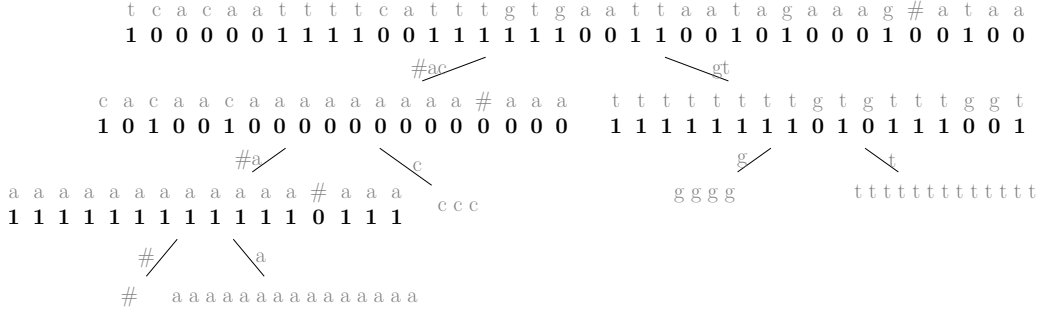 t c a c a a t t t t c a t t t g t g a a t t a a t a g a a a g # a t a a
1 0 0 0 0 0 1 1 1 1 0 0 1 1 1 1 1 1 0 0 1 1 0 0 1 0 1 0 0 0 1 0 0 1 0 0
#ac
gt
c a c a a c a a a a a a a a a # a a a
t t t t t t t t g t g t t t g g t
1 0 1 0 0 1 0 0 0 0 0 0 0 0 0 0 0 0 0
1 1 1 1 1 1 1 1 0 1 0 1 1 1 0 0 1
#a
c
g
t
a a a a a a a a a a a a # a a a
c c c
g g g g
t t t t t t t t t t t t t
1 1 1 1 1 1 1 1 1 1 1 1 0 1 1 1
#
a
#
a a a a a a a a a a a a a a a